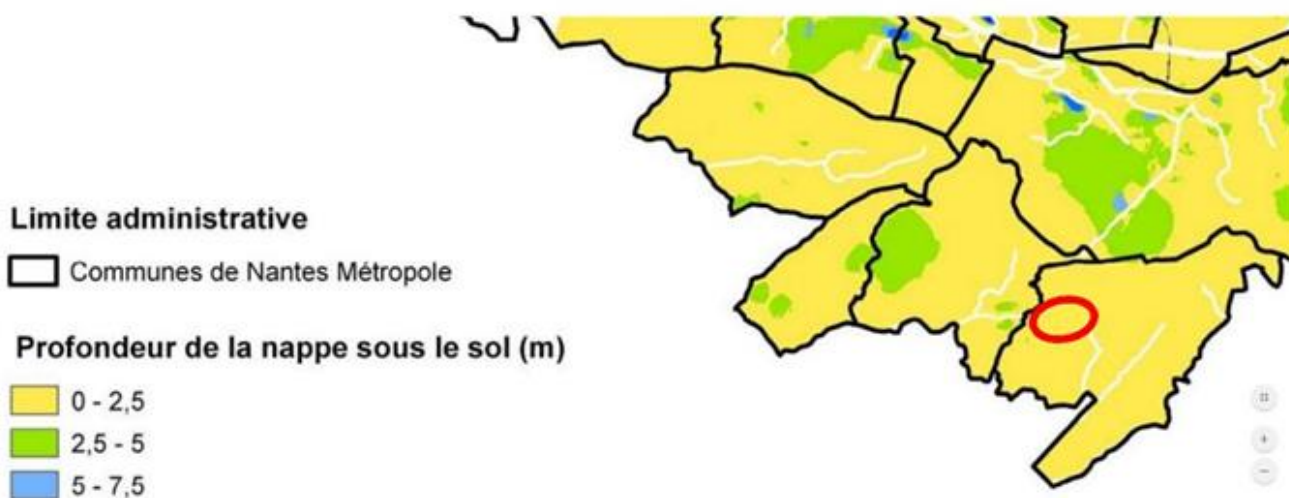 Limite administrative
Communes de Nantes Métropole
Profondeur de la nappe sous le sol (m)
0 - 2,5
2,5 - 5
5 - 7,5